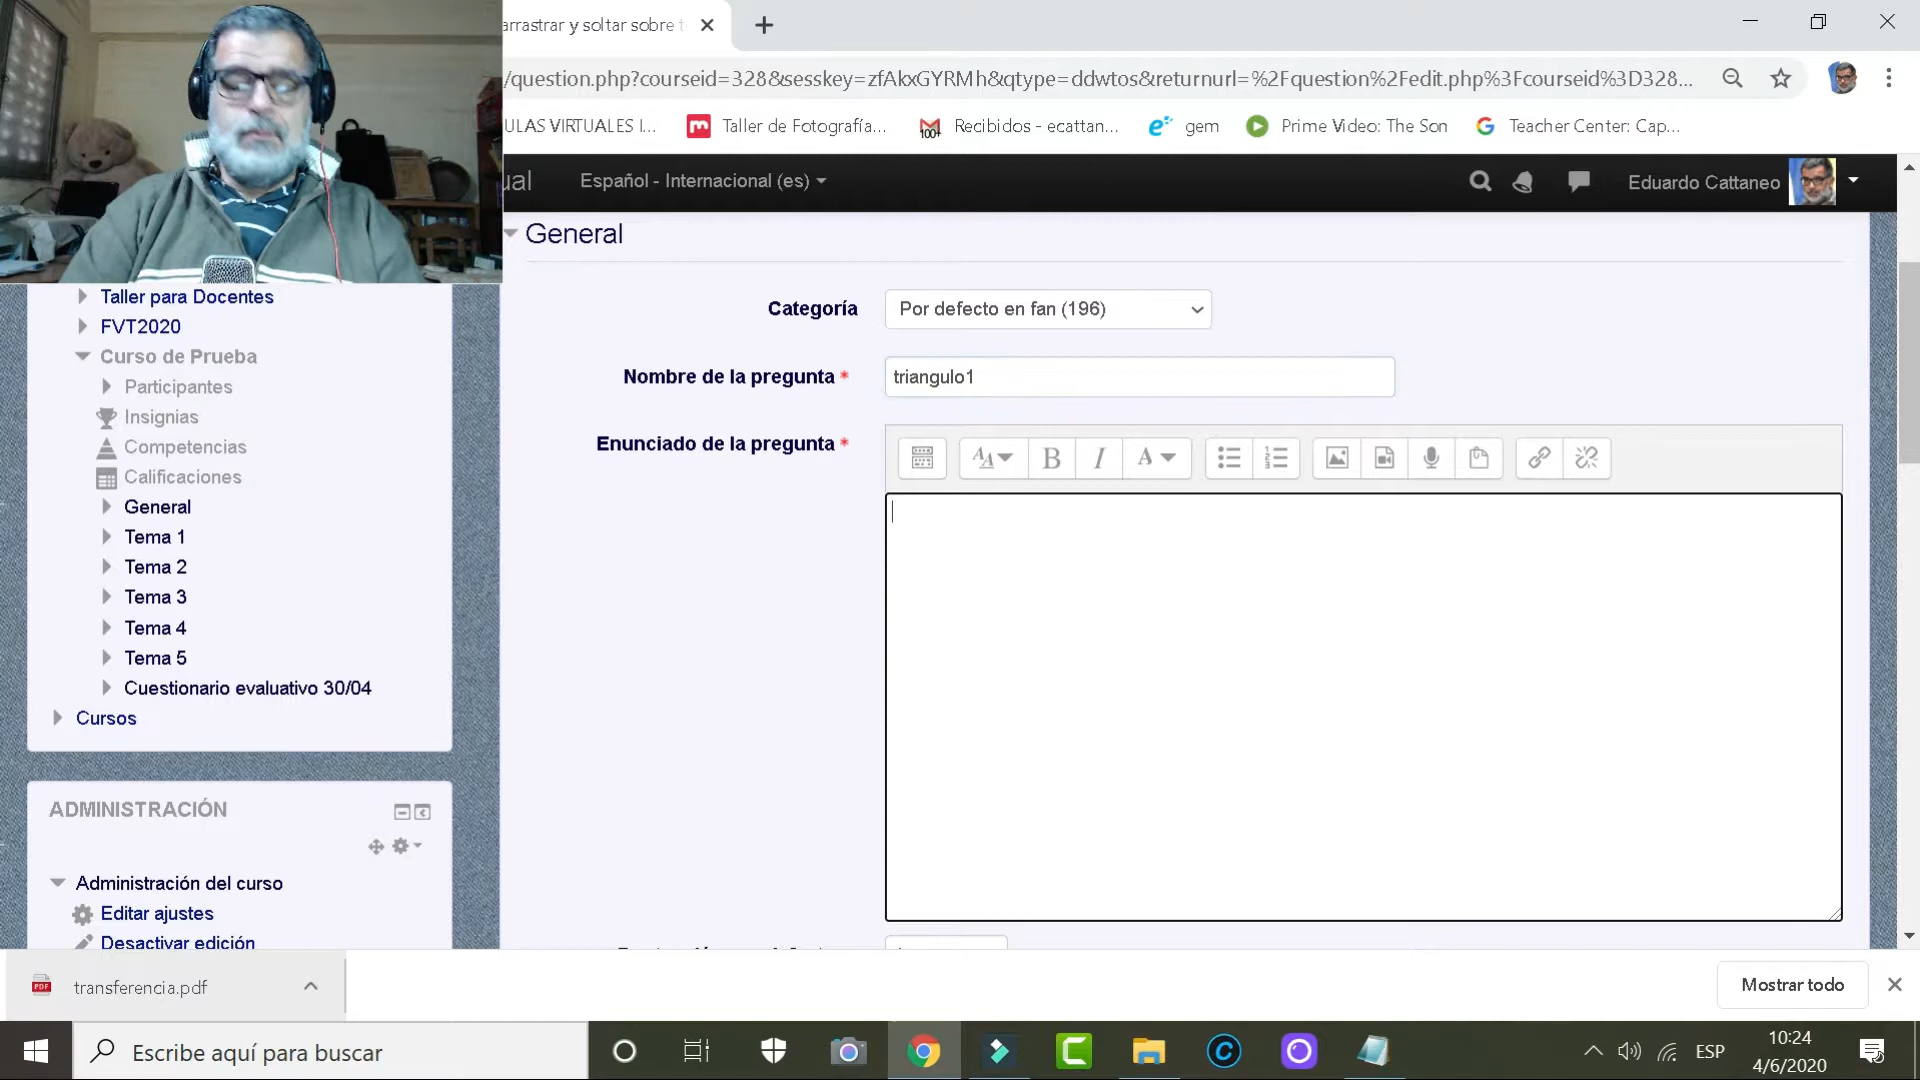 arrastrar y soltar sobre t
/question.php?courseid=328&sesskey=zfAkxGYRMh&qtype=ddwtos&returnurl=%2Fquestion%2Fedit.php%3Fcourseid%3D328...
ULAS VIRTUALES I...
Taller de Fotografía...
100+
Recibidos - ecattan...
gem
Prime Video: The Son
Teacher Center: Cap...
ual
Español - Internacional (es)
Eduardo Cattaneo
General
Categoría
Por defecto en fan (196)
Nombre de la pregunta *
triangulo1
Enunciado de la pregunta *
Taller para Docentes
FVT2020
Curso de Prueba
Participantes
Insignias
Competencias
Calificaciones
General
Tema 1
Tema 2
Tema 3
Tema 4
Tema 5
Cuestionario evaluativo 30/04
Cursos
ADMINISTRACIÓN
Administración del curso
Editar ajustes
Desactivar edición
PDF
transferencia.pdf
Mostrar todo
Escribe aquí para buscar
ESP
10:24
4/6/2020